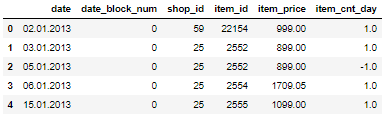 date date_block_num shop_id item_id item_price item_cnt_day
0 02.01.2013 0 59 22154 999.00 1.0
1 03.01.2013 0 25 2552 899.00 1.0
2 05.01.2013 0 25 2552 899.00 -1.0
3 06.01.2013 0 25 2554 1709.05 1.0
4 15.01.2013 0 25 2555 1099.00 1.0